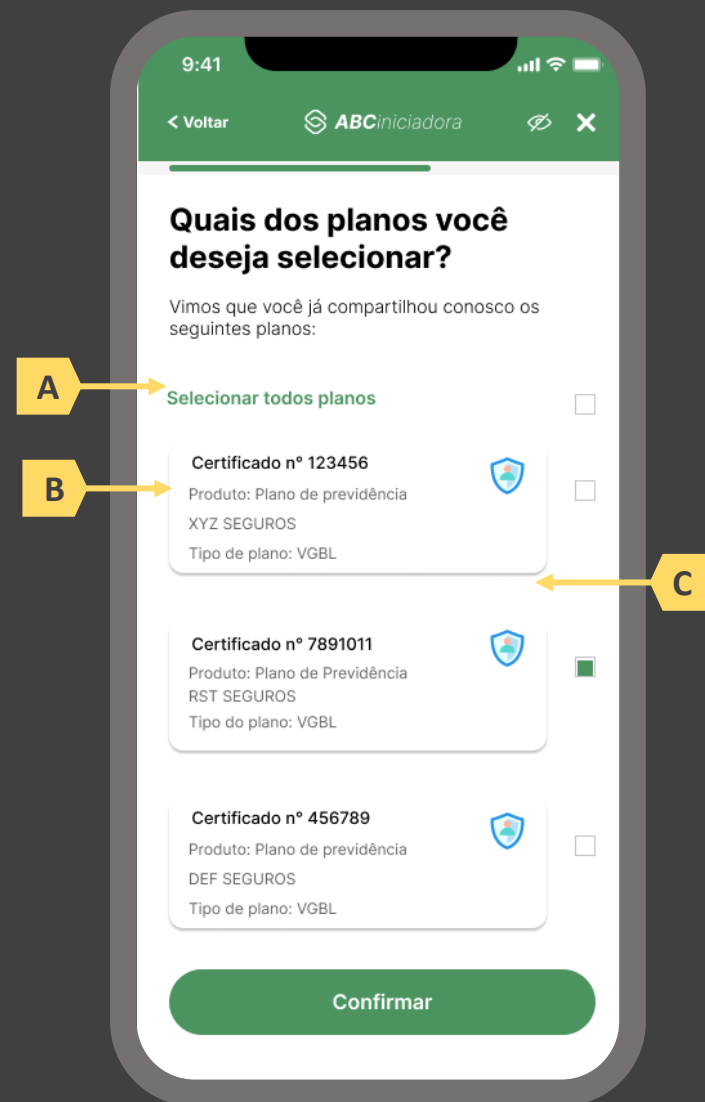 9:41
< Voltar
ABCiniciadora
Quais dos planos você
deseja selecionar?
Vimos que você já compartilhou conosco os
seguintes planos:
A
Selecionar todos planos
Certificado n° 123456
B
Produto: Plano de previdência
XYZ SEGUROS
Tipo de plano: VGBL
C
Certificado n° 7891011
Produto: Plano de Previdência
RST SEGUROS
Tipo do plano: VGBL
Certificado n° 456789
Produto: Plano de previdência
DEF SEGUROS
Tipo de plano: VGBL
Confirmar